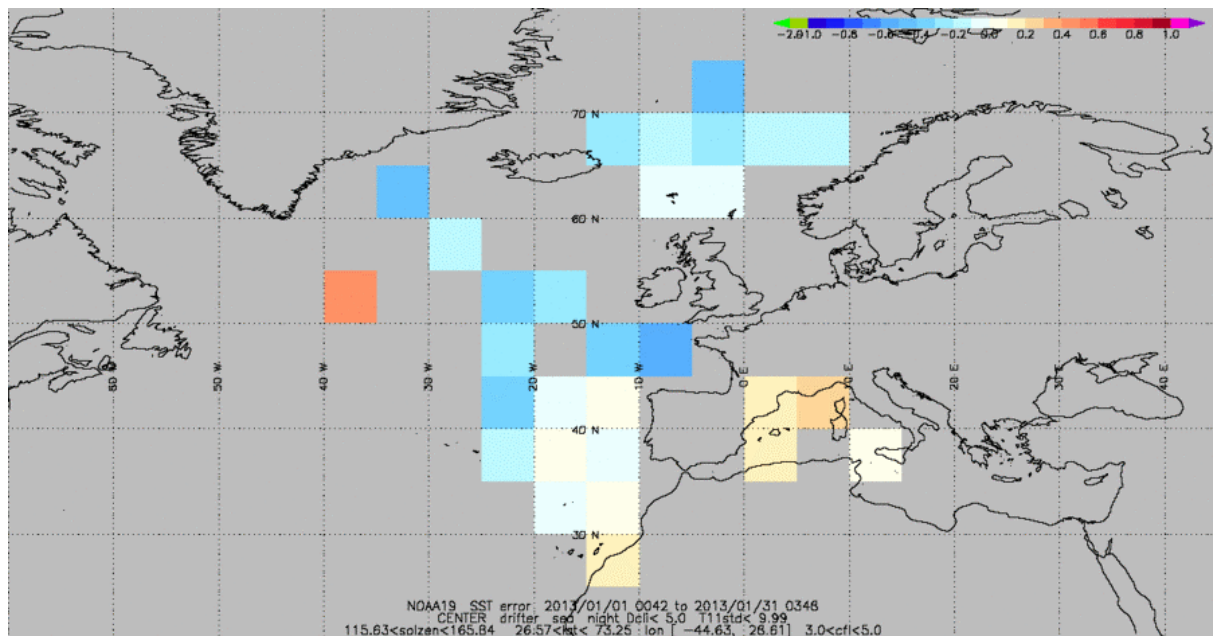 -2.0 -1.0 -0.8 -0.6 -0.4 -0.2 0.0 0.2 0.4 0.6 0.8 1.0
70 N
60 N
50 N
60 W 50 W 40 W 30 W 20 W 10 W 0 E 10 E 20 E 30 E 40 E
40 N
30 N
NOAA19 SST error 2013/01/01 0042 to 2013/01/31 0348
CENTER drifter sea night Dcli< 5.0 T11std< 9.99
115.63<solzen<165.84 26.57<lat< 73.25 lon [ -44.63, 28.61] 3.0<cfl<5.0